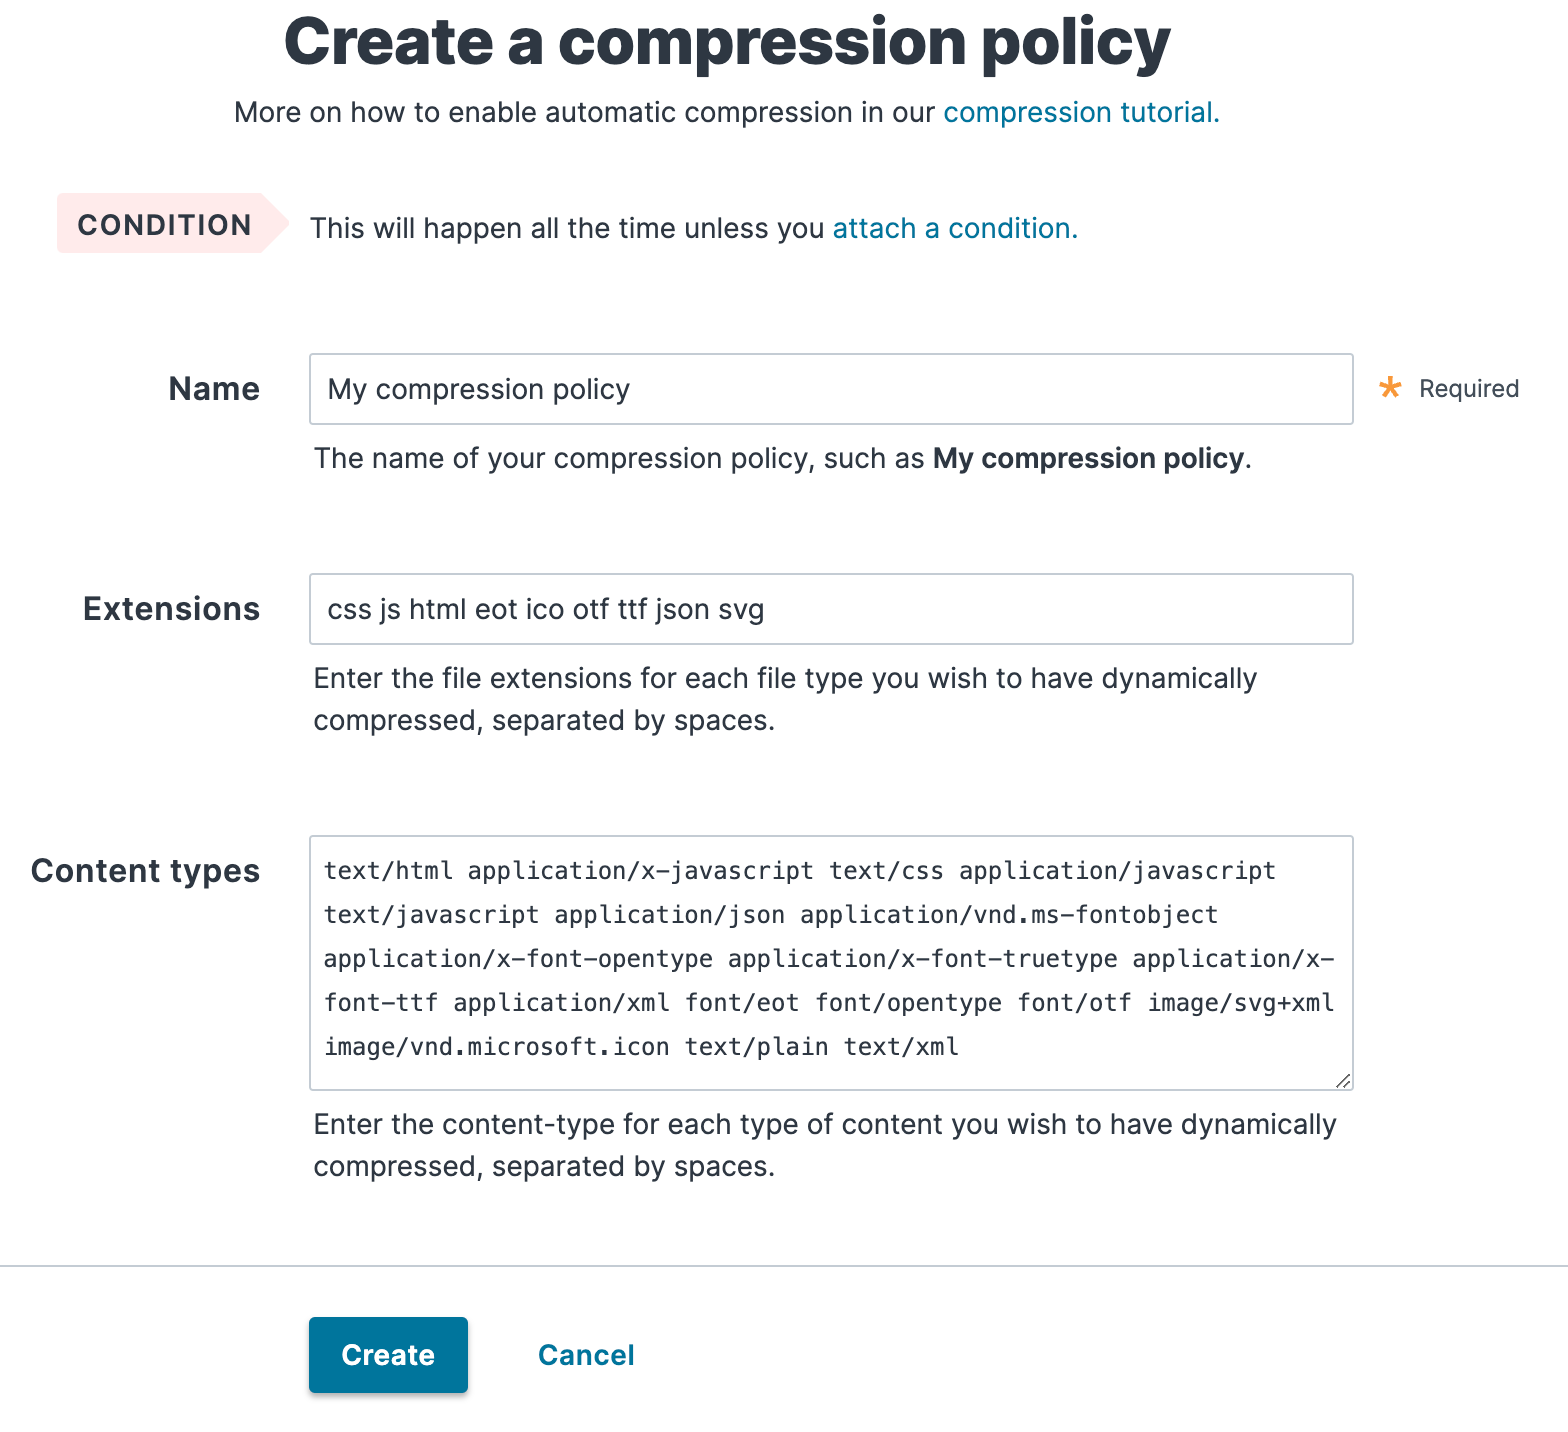 Create a compression policy
More on how to enable automatic compression in our compression tutorial.
CONDITION This will happen all the time unless you attach a condition.
Name My compression policy * Required
The name of your compression policy, such as My compression policy.
Extensions css js html eot ico otf ttf json svg
Enter the file extensions for each file type you wish to have dynamically
compressed, separated by spaces.
Content types text/html application/x-javascript text/css application/javascript
text/javascript application/json application/vnd.ms-fontobject
application/x-font-opentype application/x-font-truetype application/x-
font-ttf application/xml font/eot font/opentype font/otf image/svg+xml
image/vnd.microsoft.icon text/plain text/xml
Enter the content-type for each type of content you wish to have dynamically
compressed, separated by spaces.
Create Cancel